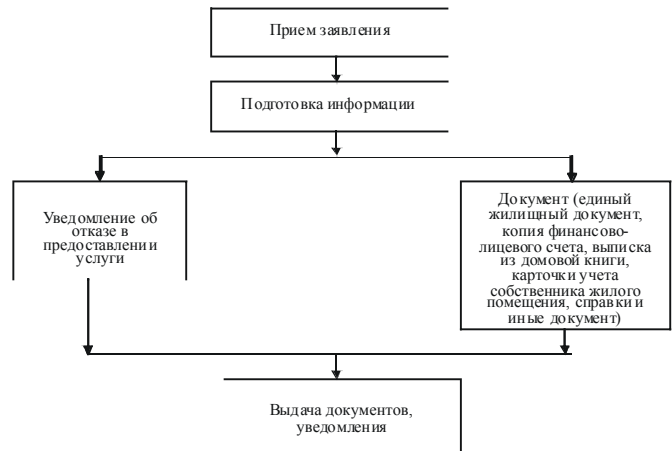 Прием заявления
Подготовка информации
Уведомление об
отказе в
предоставлении
услуги
Документ (единый
жилищный документ,
копия финансово-
лицевого счета, выписка
из домовой книги,
карточки учета
собственника жилого
помещения, справки и
иные документ)
Выдача документов,
уведомления